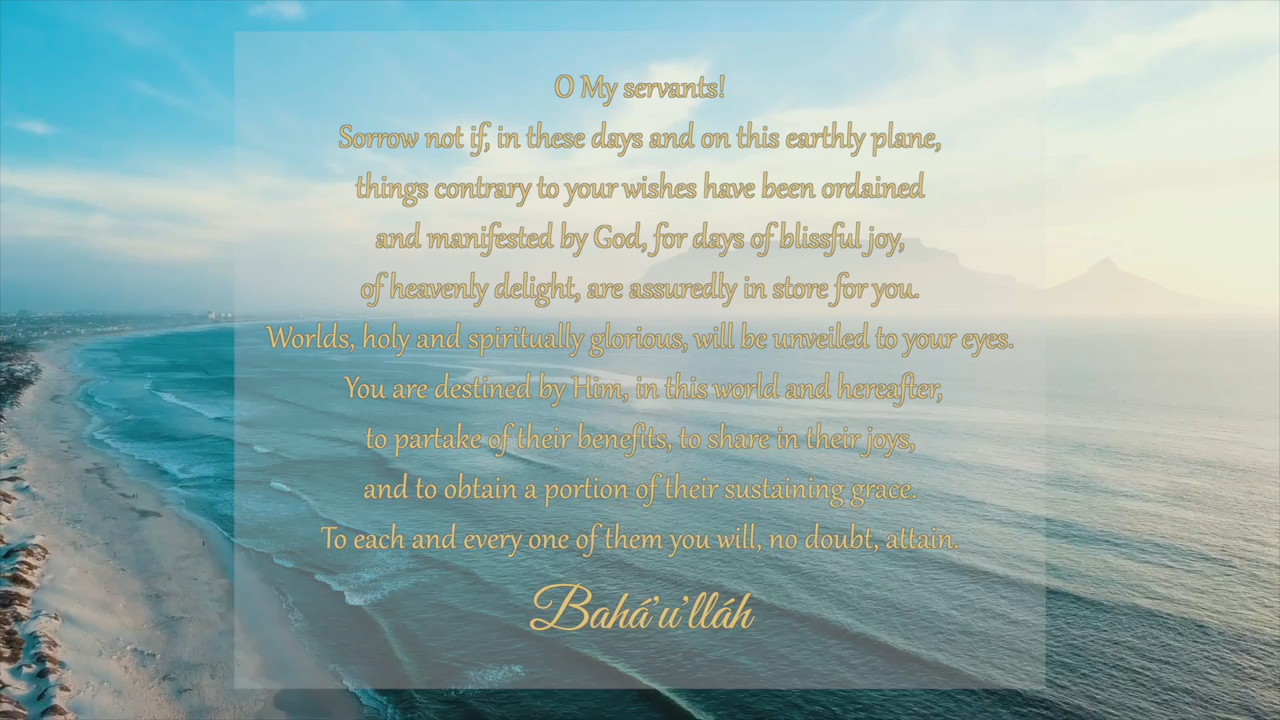 O My servants!
Sorrow not if, in these days and on this earthly plane,
things contrary to your wishes have been ordained
and manifested by God, for days of blissful joy,
of heavenly delight, are assuredly in store for you.
Worlds, holy and spiritually glorious, will be unveiled to your eyes.
You are destined by Him, in this world and hereafter,
to partake of their benefits, to share in their joys,
and to obtain a portion of their sustaining grace.
To each and every one of them you will, no doubt, attain.
Bahá’u’lláh